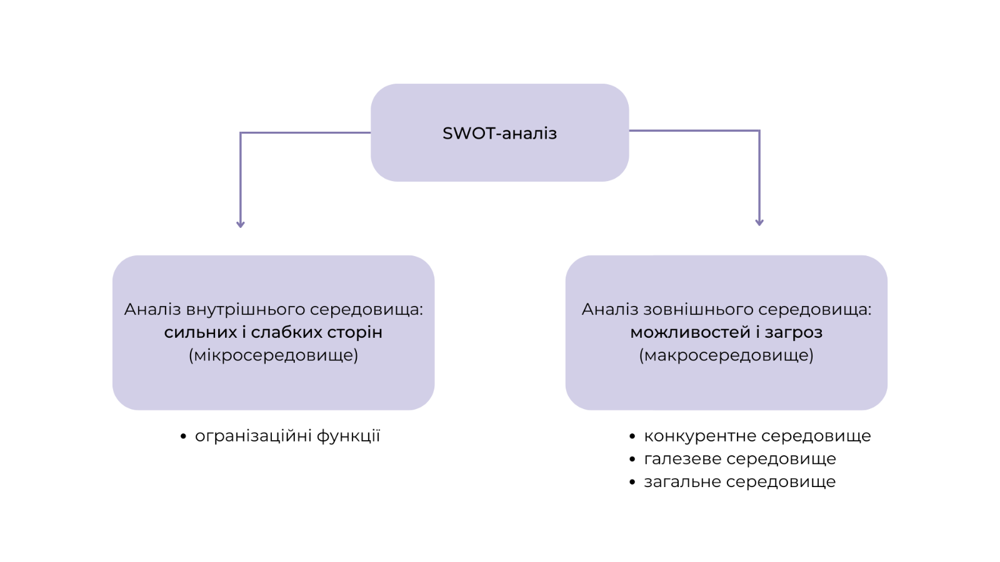 SWOT-аналіз
Аналіз внутрішнього середовища:
сильних і слабких сторін
(мікросередовище)
Аналіз зовнішнього середовища:
можливостей і загроз
(макросередовище)
• огранізаційні функції
• конкурентне середовище
• галезеве середовище
• загальне середовище